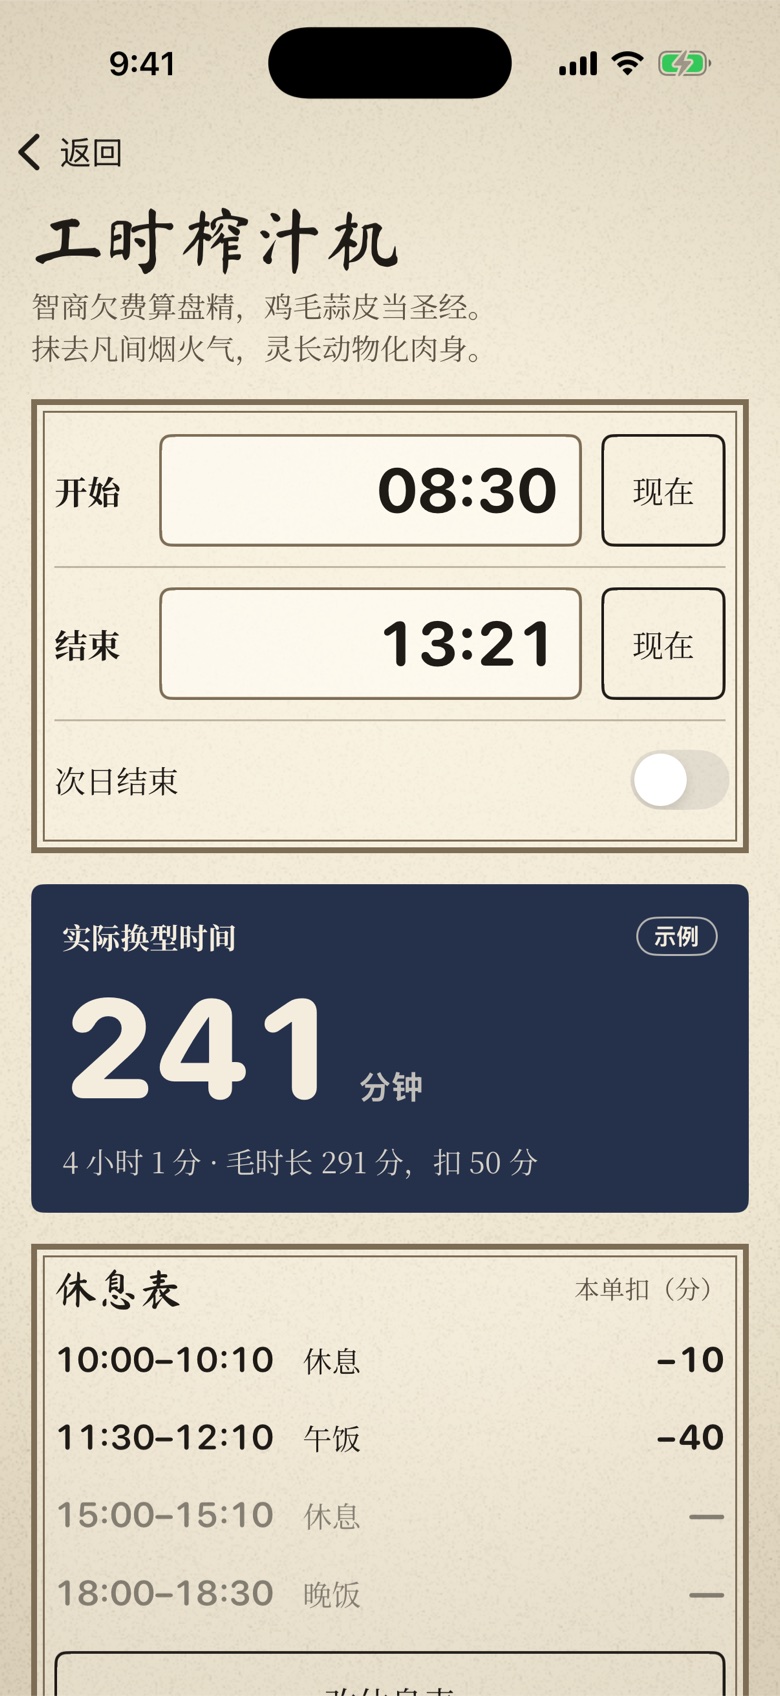 9:41
返回
工时榨汁机
智商欠费算盘精，鸡毛蒜皮当圣经。
抹去凡间烟火气，灵长动物化肉身。
开始 08:30 现在
结束 13:21 现在
次日结束
实际换型时间 示例
241 分钟
4 小时 1 分 · 毛时长 291 分，扣 50 分
休息表 本单扣（分）
10:00–10:10 休息 −10
11:30–12:10 午饭 −40
15:00–15:10 休息 —
18:00–18:30 晚饭 —